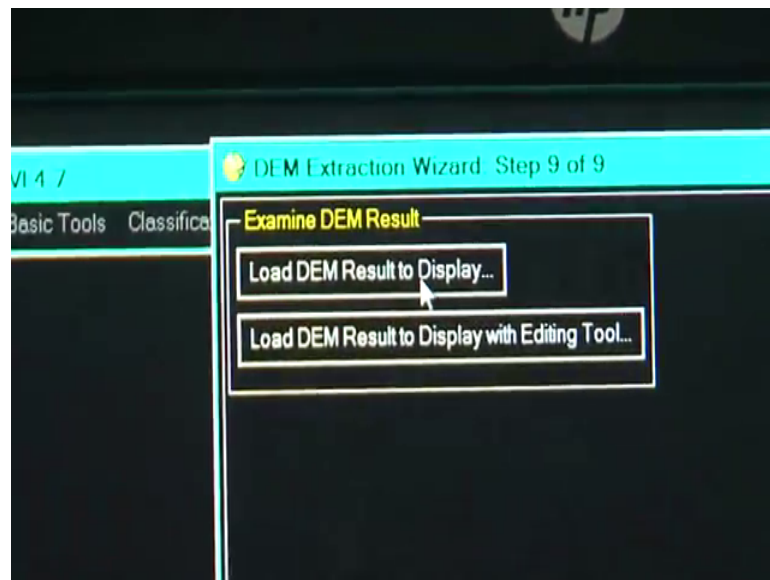 hp
DEM Extraction Wizard: Step 9 of 9
VI 4 7
Basic Tools Classifica
Examine DEM Result
Load DEM Result to Display...
Load DEM Result to Display with Editing Tool...